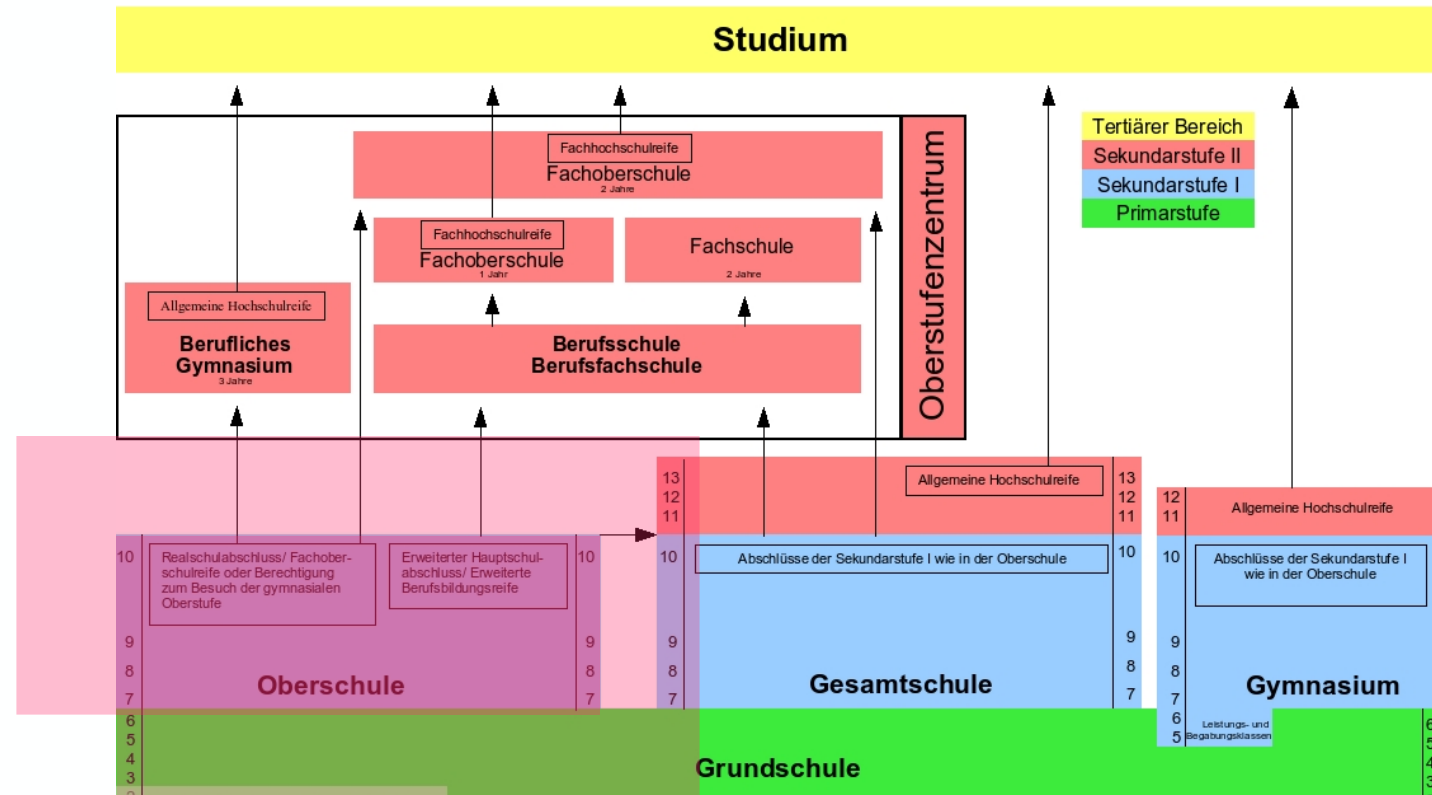 Studium
Tertiärer Bereich
Sekundarstufe II
Sekundarstufe I
Primarstufe
Fachhochschulreife
Fachoberschule
2 Jahre
Fachhochschulreife
Fachoberschule
1 Jahr
Fachschule
2 Jahre
Allgemeine Hochschulreife
Berufliches
Gymnasium
3 Jahre
Berufsschule
Berufsfachschule
Oberstufenzentrum
10
9
8
7
Realschulabschluss/ Fachober-
schulreife oder Berechtigung
zum Besuch der gymnasialen
Oberstufe
Erweiterter Hauptschul-
abschluss/ Erweiterte
Berufsbildungsreife
10
9
8
7
Oberschule
13
12
11
10
9
8
7
Allgemeine Hochschulreife
Abschlüsse der Sekundarstufe I wie in der Oberschule
13
12
11
10
9
8
7
Gesamtschule
12
11
10
9
8
7
6
5
Allgemeine Hochschulreife
Abschlüsse der Sekundarstufe I
wie in der Oberschule
Gymnasium
Leistungs- und
Begabungsklassen
6
5
4
3
Grundschule
6
5
4
3